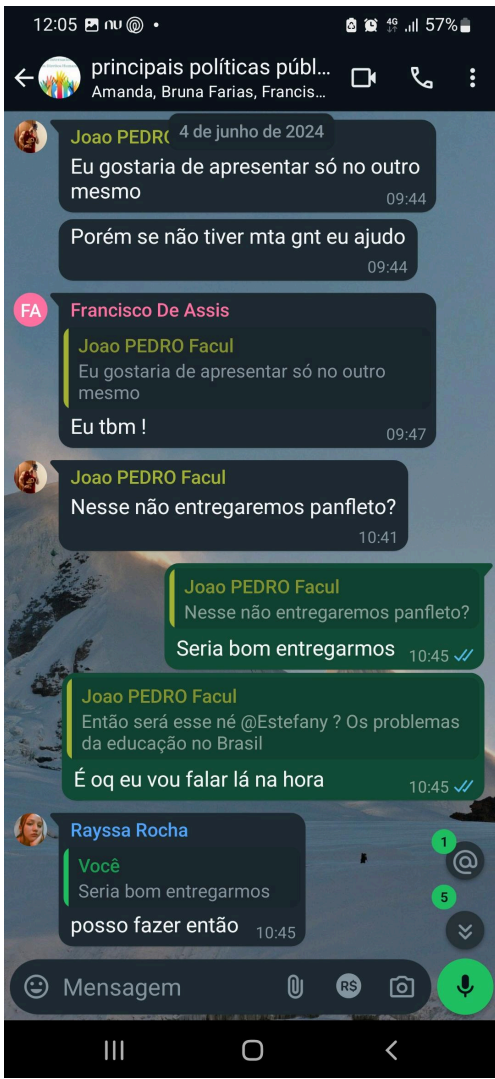 12:05
4G
57%
principais políticas públ...
Amanda, Bruna Farias, Francis...
4 de junho de 2024
Joao PEDRO
Eu gostaria de apresentar só no outro
mesmo
09:44
Porém se não tiver mta gnt eu ajudo
09:44
FA
Francisco De Assis
Joao PEDRO Facul
Eu gostaria de apresentar só no outro
mesmo
Eu tbm !
09:47
Joao PEDRO Facul
Nesse não entregaremos panfleto?
10:41
Joao PEDRO Facul
Nesse não entregaremos panfleto?
Seria bom entregarmos 10:45
Joao PEDRO Facul
Então será esse né @Estefany ? Os problemas
da educação no Brasil
É oq eu vou falar lá na hora 10:45
Rayssa Rocha
Você
Seria bom entregarmos
posso fazer então 10:45
1
@
5
Mensagem
R$